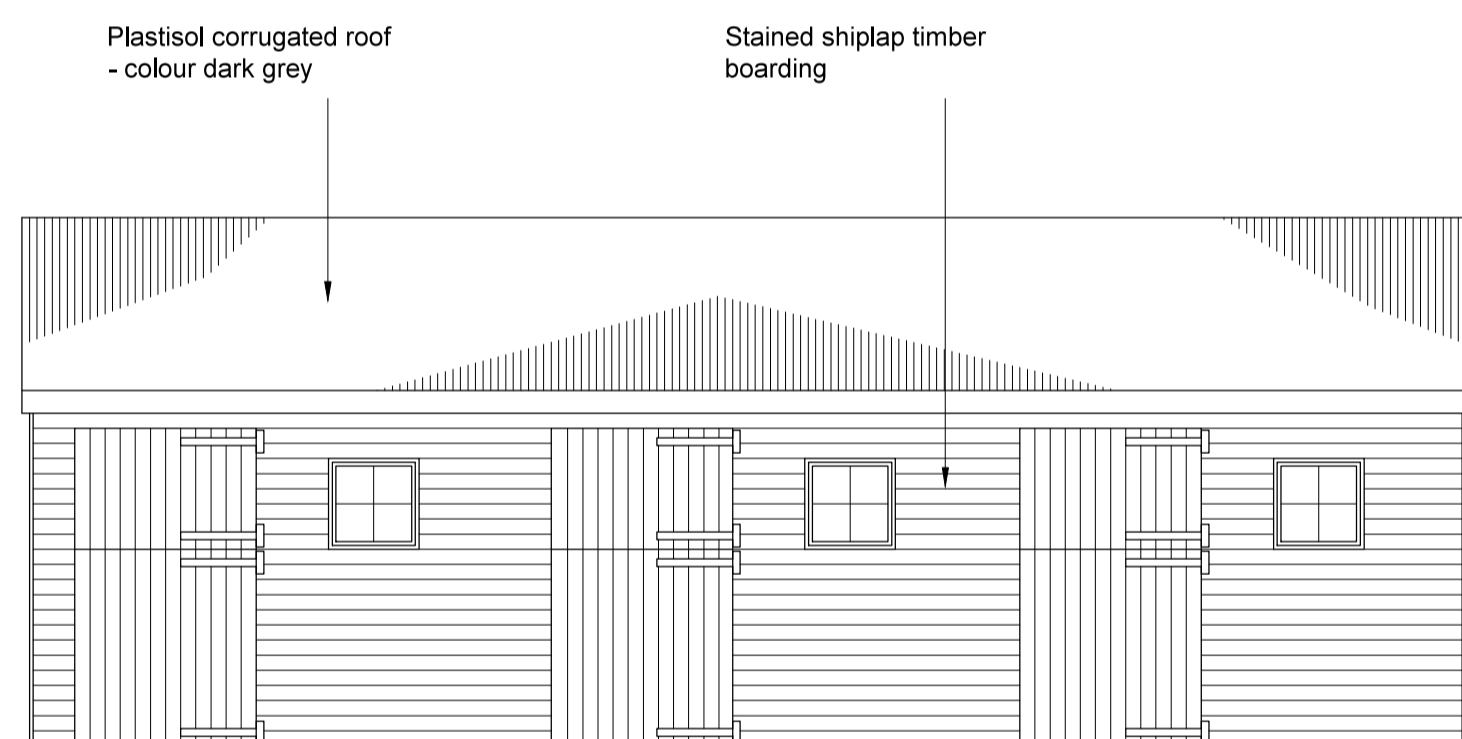 Plastisol corrugated roof
- colour dark grey
Stained shiplap timber
boarding